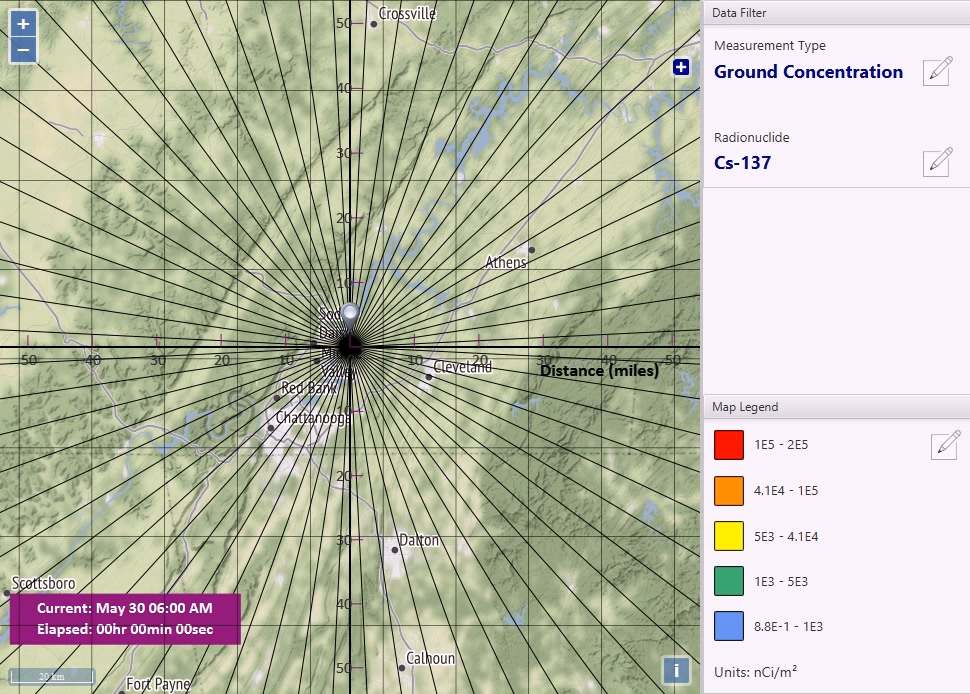 +
−
Crossville
50
40
30
20
10
Athens
Sod
Da
50
40
30
20
10
10
20
30
40
50
Distance (miles)
Valley
Cleveland
Red Bank
Chattanooga
10
20
30
Dalton
40
Scottsboro
Current: May 30 06:00 AM
Elapsed: 00hr 00min 00sec
Calhoun
50
20 km
Fort Payne
i
Data Filter
Measurement Type
Ground Concentration
Radionuclide
Cs-137
Map Legend
1E5 - 2E5
4.1E4 - 1E5
5E3 - 4.1E4
1E3 - 5E3
8.8E-1 - 1E3
Units: nCi/m²